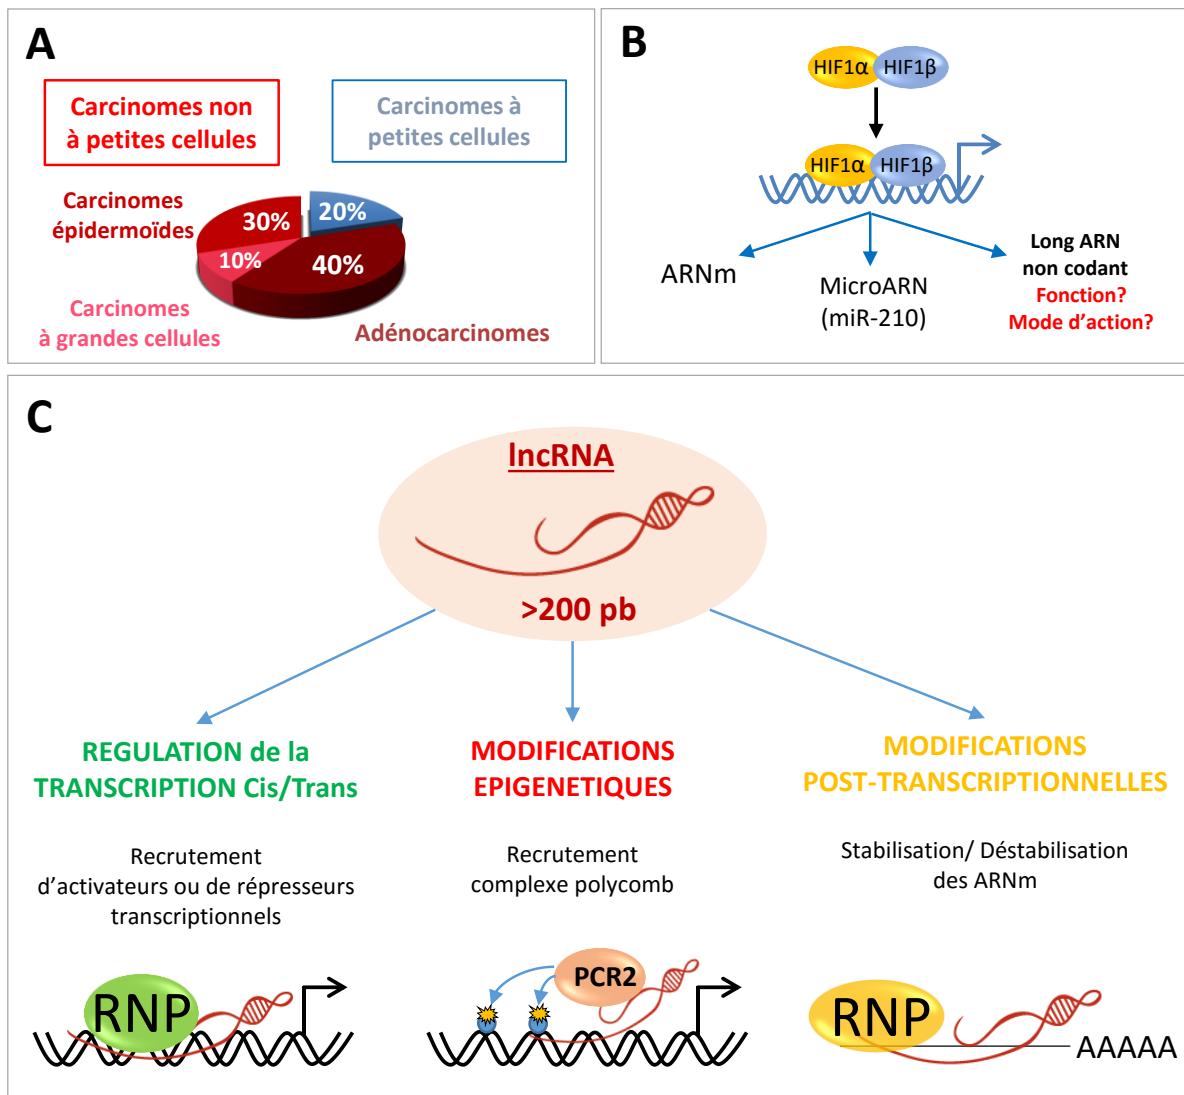 A
Carcinomes non
à petites cellules
Carcinomes à
petites cellules
Carcinomes
épidermoïdes
30%
20%
10%
40%
Carcinomes
à grandes cellules
Adénocarcinomes
B
HIF1α
HIF1β
HIF1α
HIF1β
ARNm
MicroARN
(miR-210)
Long ARN
non codant
Fonction?
Mode d'action?
C
lncRNA
>200 pb
REGULATION de la
TRANSCRIPTION Cis/Trans
Recrutement
d'activateurs ou de répresseurs
transcriptionnels
RNP
MODIFICATIONS
EPIGENETIQUES
Recrutement
complexe polycomb
PCR2
MODIFICATIONS
POST-TRANSCRIPTIONNELLES
Stabilisation/ Déstabilisation
des ARNm
RNP
AAAAA